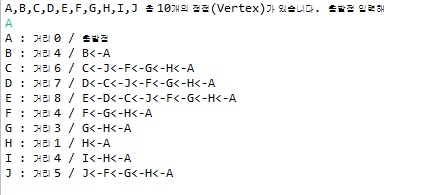 A,B,C,D,E,F,G,H,I,J 총 10개의 정점(Vertex)가 있습니다. 출발점 입력해
A
A : 거리 0 / 출발점
B : 거리 4 / B<-A
C : 거리 6 / C<-J<-F<-G<-H<-A
D : 거리 7 / D<-C<-J<-F<-G<-H<-A
E : 거리 8 / E<-D<-C<-J<-F<-G<-H<-A
F : 거리 4 / F<-G<-H<-A
G : 거리 3 / G<-H<-A
H : 거리 1 / H<-A
I : 거리 4 / I<-H<-A
J : 거리 5 / J<-F<-G<-H<-A